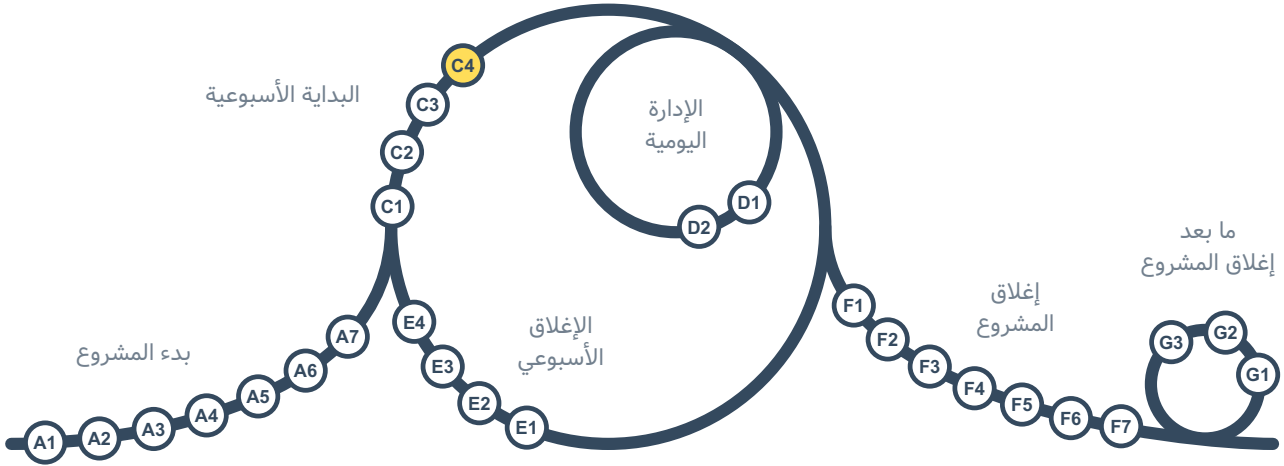 بدء المشروع
A1
A2
A3
A4
A5
A6
A7
البداية الأسبوعية
C1
C2
C3
C4
الإدارة
اليومية
D1
D2
الإغلاق
الأسبوعي
E1
E2
E3
E4
إغلاق
المشروع
F1
F2
F3
F4
F5
F6
F7
ما بعد
إغلاق المشروع
G1
G2
G3